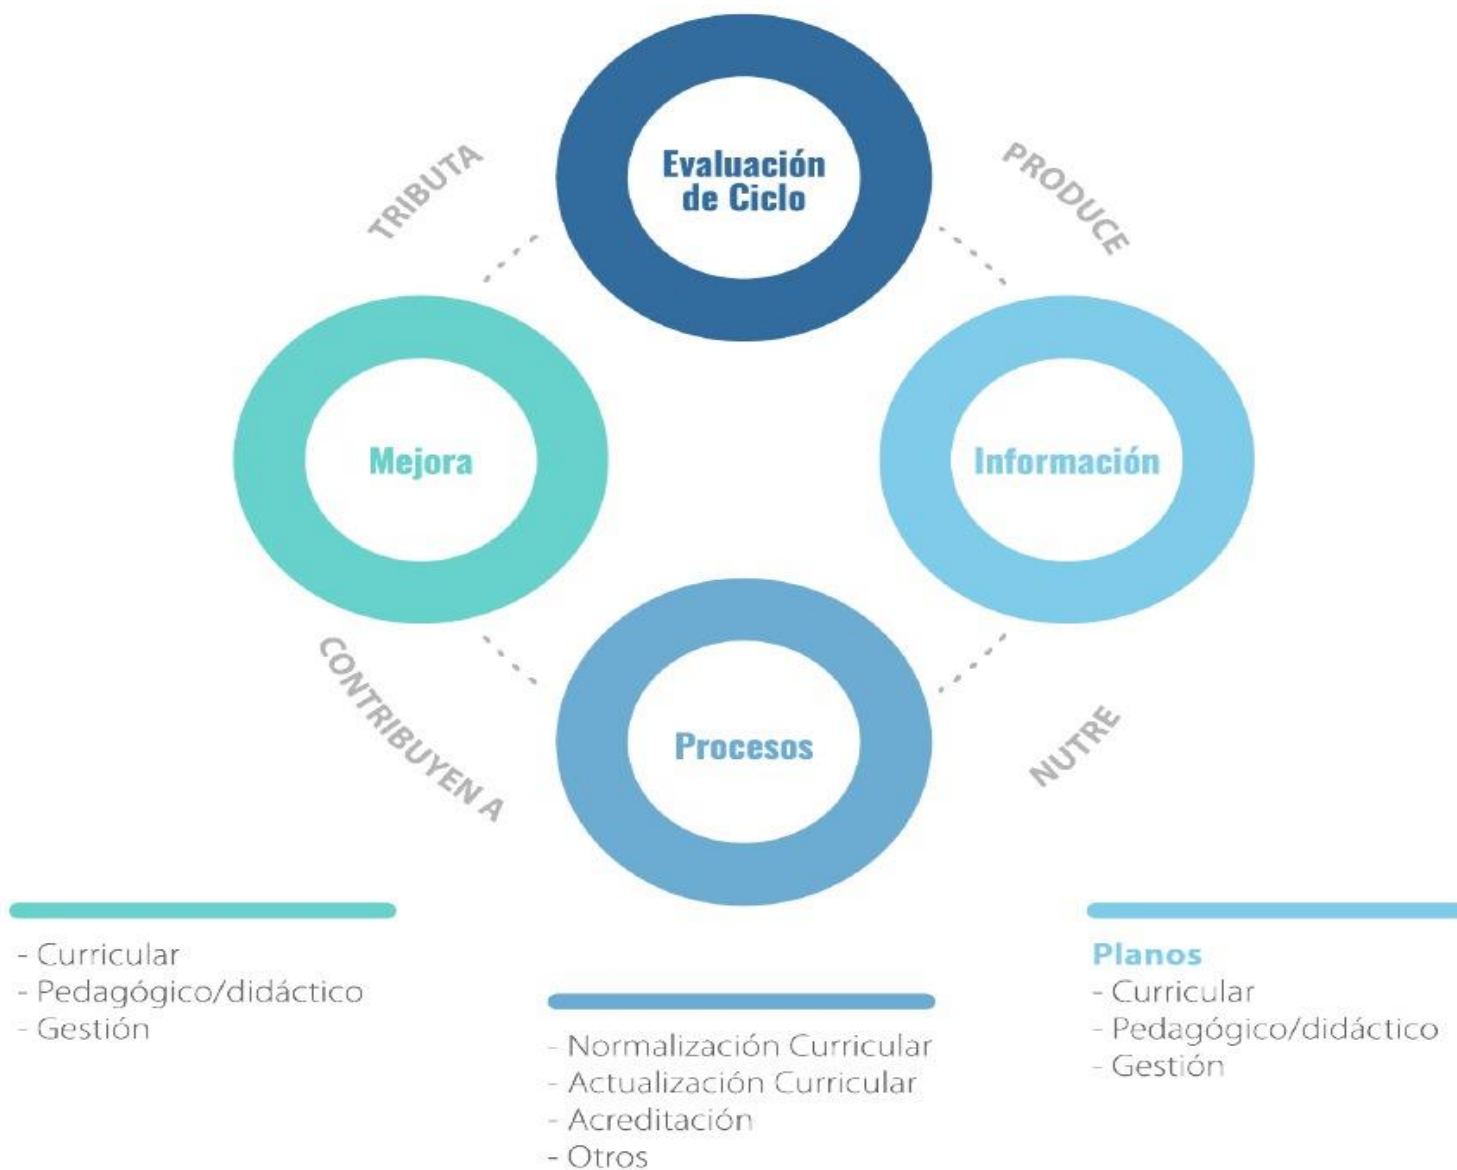 Evaluación
de Ciclo
TRIBUTA
PRODUCE
Mejora
Información
Procesos
CONTRIBUYEN A
NUTRE
- Curricular
- Pedagógico/didáctico
- Gestión
- Normalización Curricular
- Actualización Curricular
- Acreditación
- Otros
Planos
- Curricular
- Pedagógico/didáctico
- Gestión